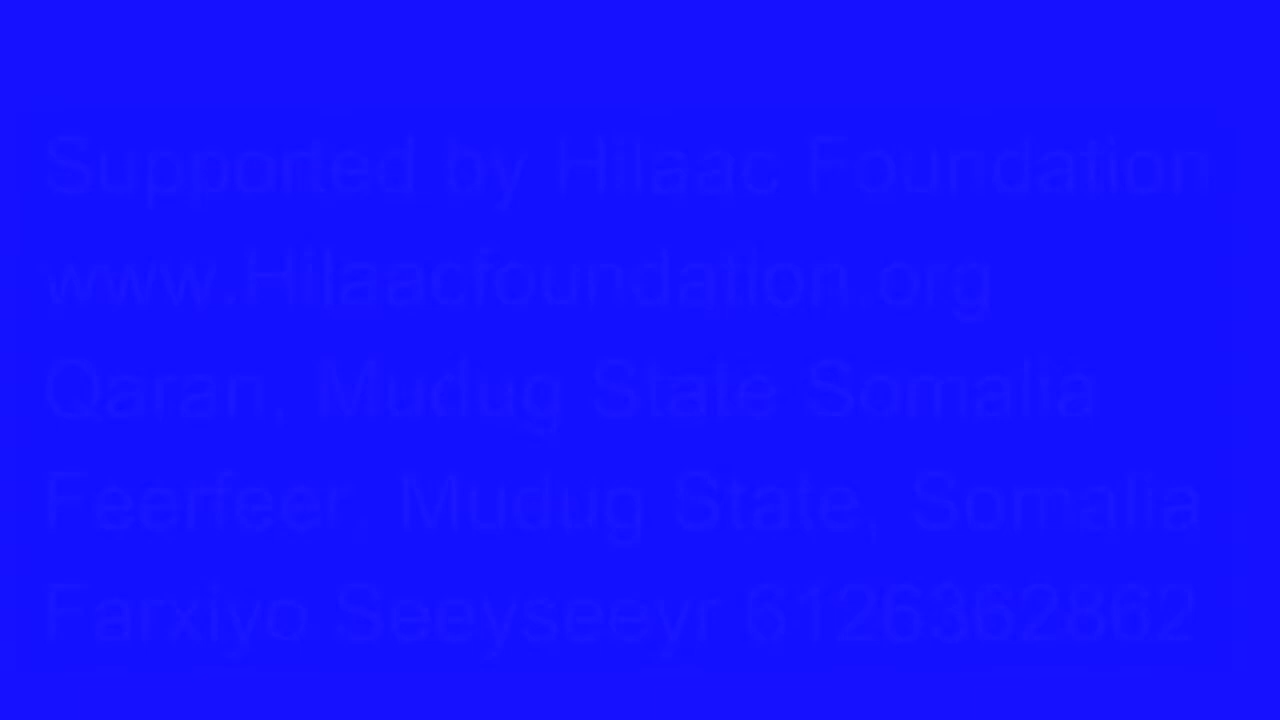 Supported by Hilaac Foundation
www.Hilaacfoundation.org
Qaran, Mudug State Somalia
Feerfeer, Mudug State, Somalia
Farxiyo Seeyseeyr 6126362862